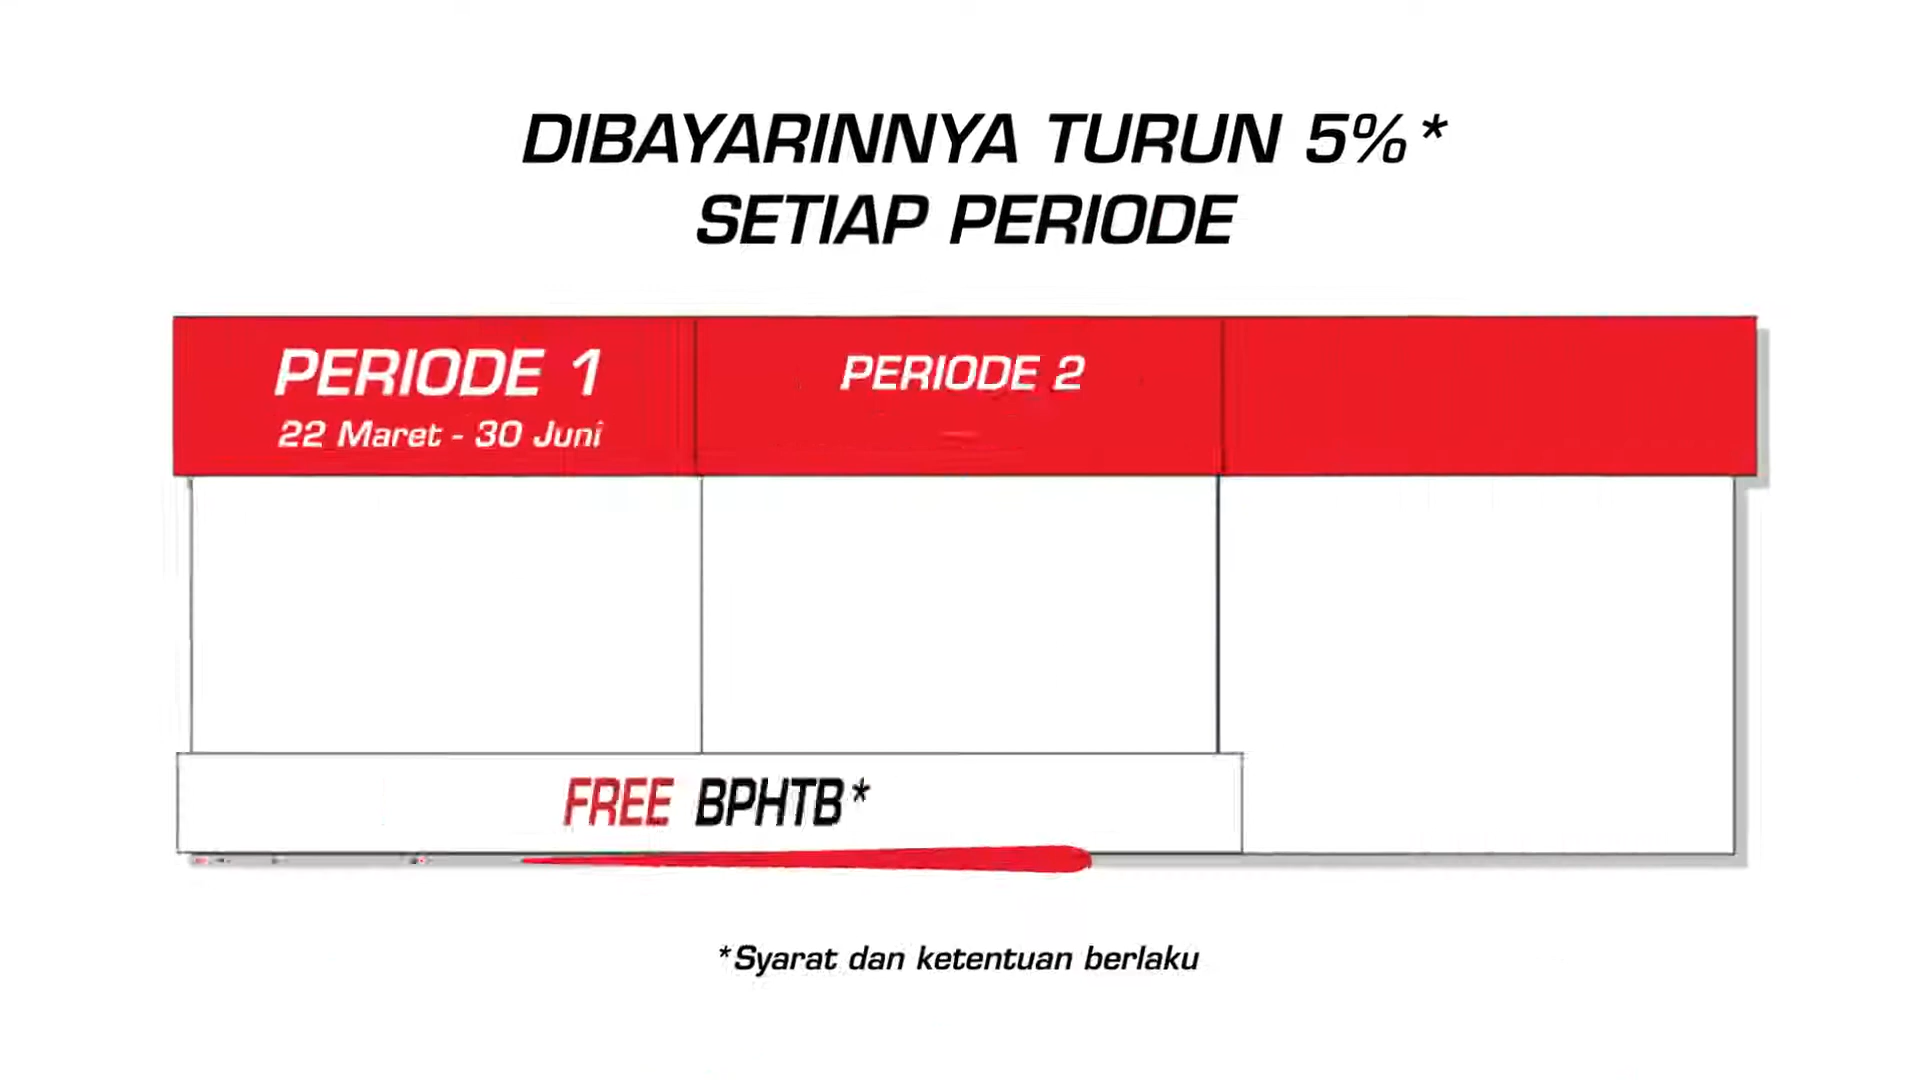 DIBAYARINNYA TURUN 5%*
SETIAP PERIODE
PERIODE 1
22 Maret - 30 Juni
PERIODE 2
FREE BPHTB*
*Syarat dan ketentuan berlaku